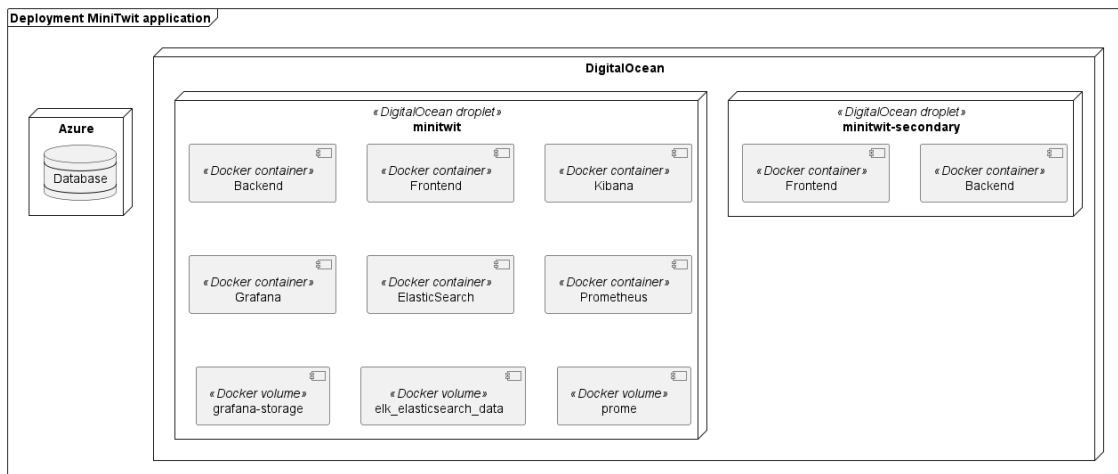 Deployment MiniTwit application
DigitalOcean
Azure
Database
«DigitalOcean droplet»
minitwit
«Docker container»
Backend
«Docker container»
Frontend
«Docker container»
Kibana
«Docker container»
Grafana
«Docker container»
ElasticSearch
«Docker container»
Prometheus
«Docker volume»
grafana-storage
«Docker volume»
elk_elasticsearch_data
«Docker volume»
prome
«DigitalOcean droplet»
minitwit-secondary
«Docker container»
Frontend
«Docker container»
Backend